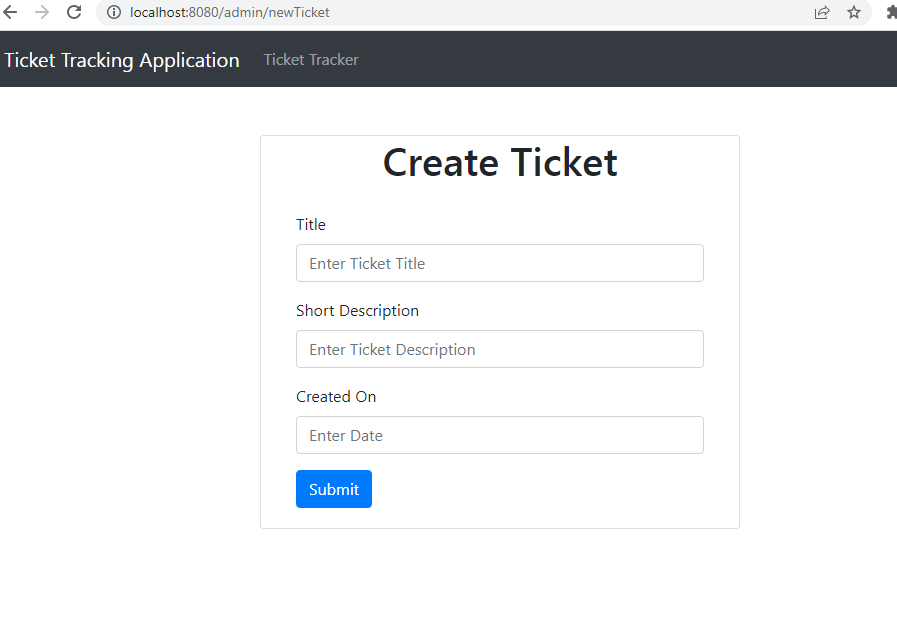 localhost:8080/admin/newTicket
Ticket Tracking Application Ticket Tracker
Create Ticket
Title
Enter Ticket Title
Short Description
Enter Ticket Description
Created On
Enter Date
Submit